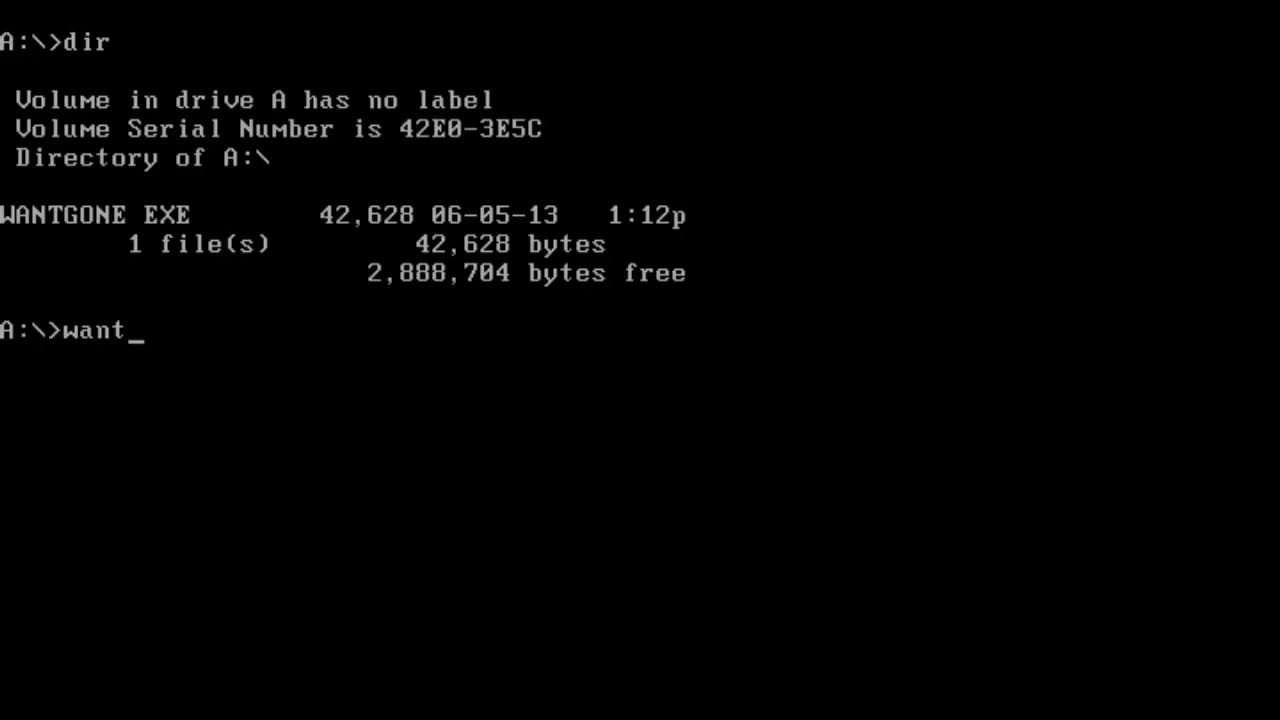 A:\>dir
Volume in drive A has no label
Volume Serial Number is 42E0-3E5C
Directory of A:\
WANTGONE EXE 42,628 06-05-13 1:12p
1 file(s) 42,628 bytes
2,888,704 bytes free
A:\>want_